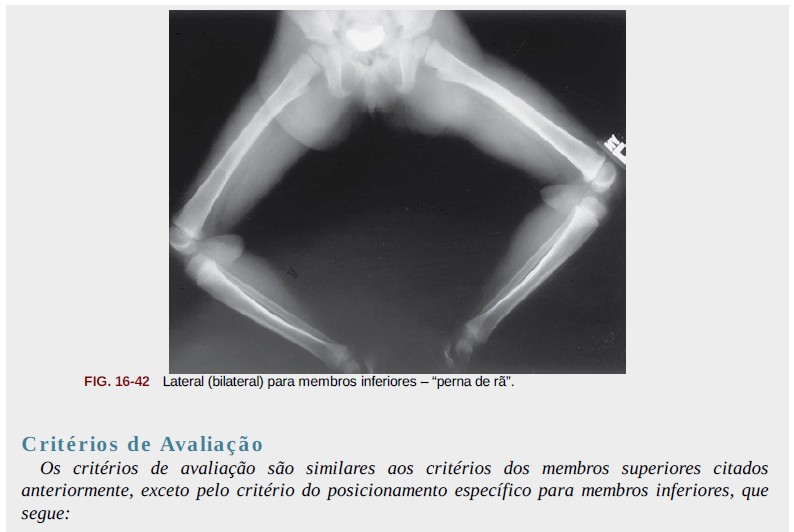 FIG. 16-42 Lateral (bilateral) para membros inferiores – “perna de rã”.
Critérios de Avaliação
Os critérios de avaliação são similares aos critérios dos membros superiores citados
anteriormente, exceto pelo critério do posicionamento específico para membros inferiores, que
segue: